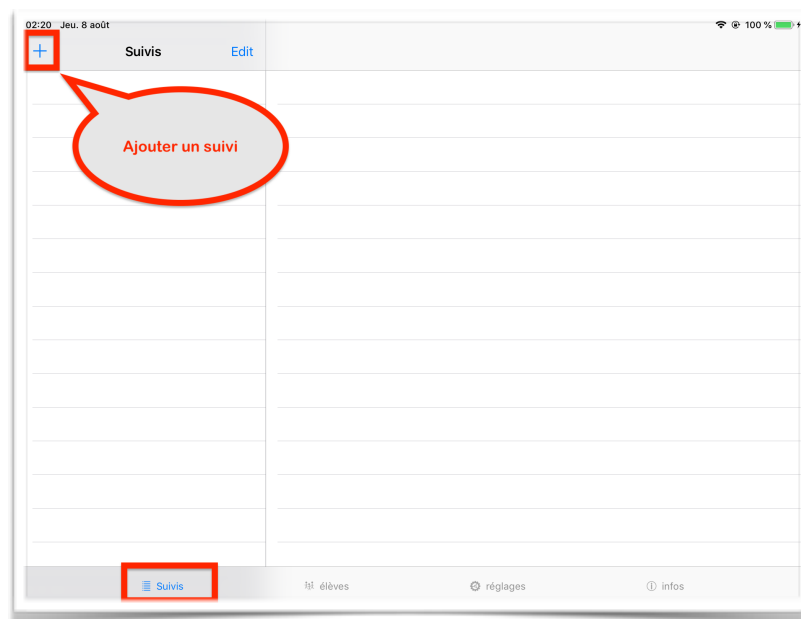 02:20 Jeu. 8 août 100 %
+ Suivis Edit
Ajouter un suivi
Suivis élèves réglages infos